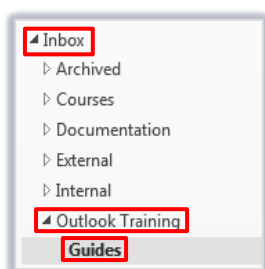 Inbox
Archived
Courses
Documentation
External
Internal
Outlook Training
Guides